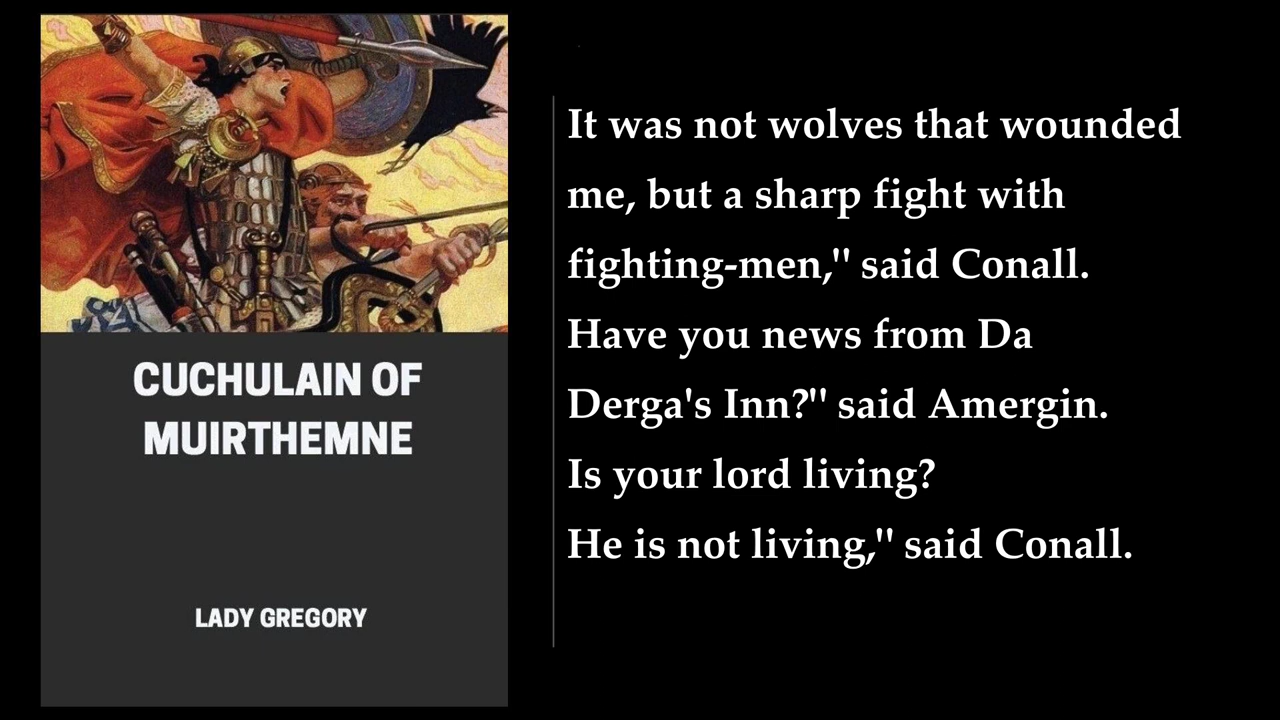 CUCHULAIN OF
MUIRTHEMNE
LADY GREGORY
It was not wolves that wounded
me, but a sharp fight with
fighting-men," said Conall.
Have you news from Da
Derga's Inn?" said Amergin.
Is your lord living?
He is not living," said Conall.